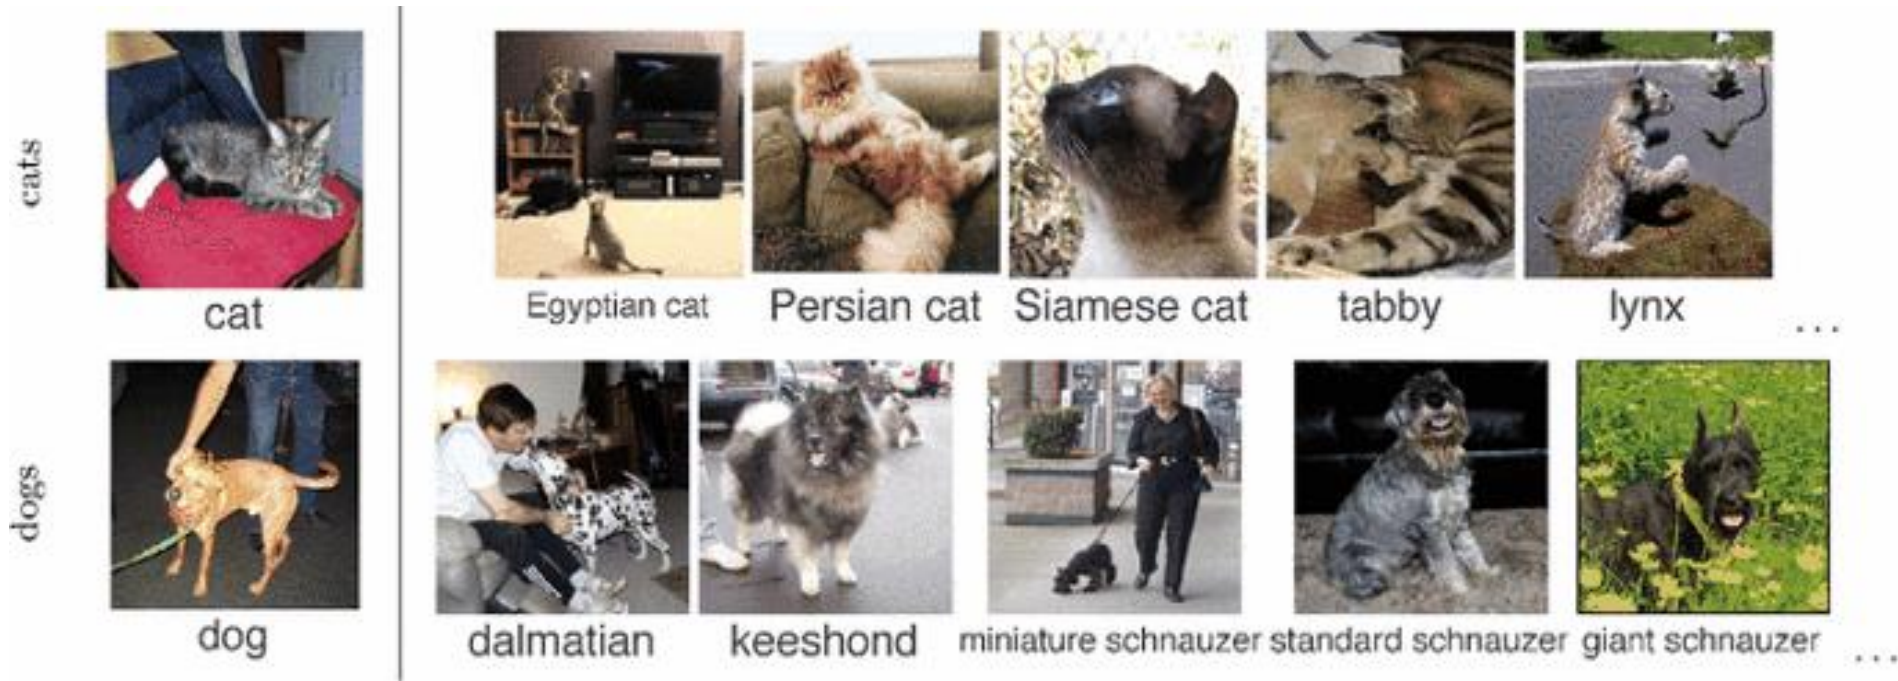 cats
cat
Egyptian cat
Persian cat
Siamese cat
tabby
lynx
...
dogs
dog
dalmatian
keeshond
miniature schnauzer
standard schnauzer
giant schnauzer
...